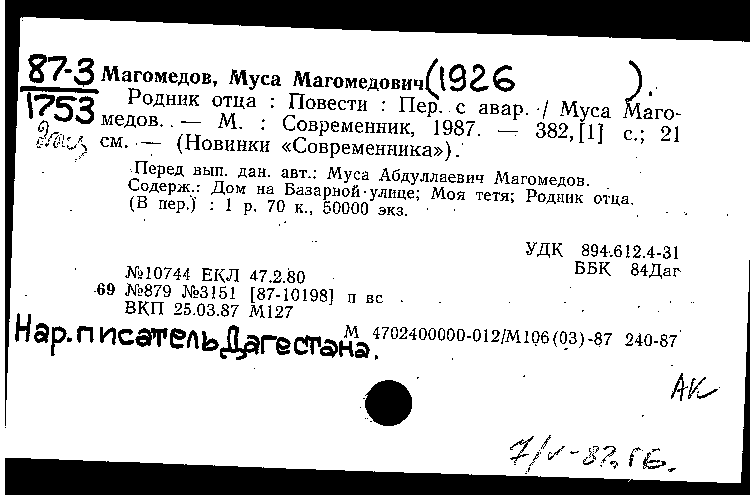 87-3 Магомедов, Муса Магомедович (1926 ).
1753 Родник отца : Повести : Пер. с авар. / Муса Маго-
медов. — М. : Современник, 1987. — 382, [1] с.; 21
см. — (Новинки «Современника»).
Перед вып. дан. авт.: Муса Абдуллаевич Магомедов.
Содерж.: Дом на Базарной улице; Моя тетя; Родник отца.
(В пер.) : 1 р. 70 к., 50000 экз.
УДК 894.612.4-31
ББК 84Даг
№10744 ЕКЛ 47.2.80
69 №879 №3151 [87-10198] п вс
ВКП 25.03.87 М127
М 4702400000-012/М106(03)-87 240-87
Нар. писатель Дагестана.
АК